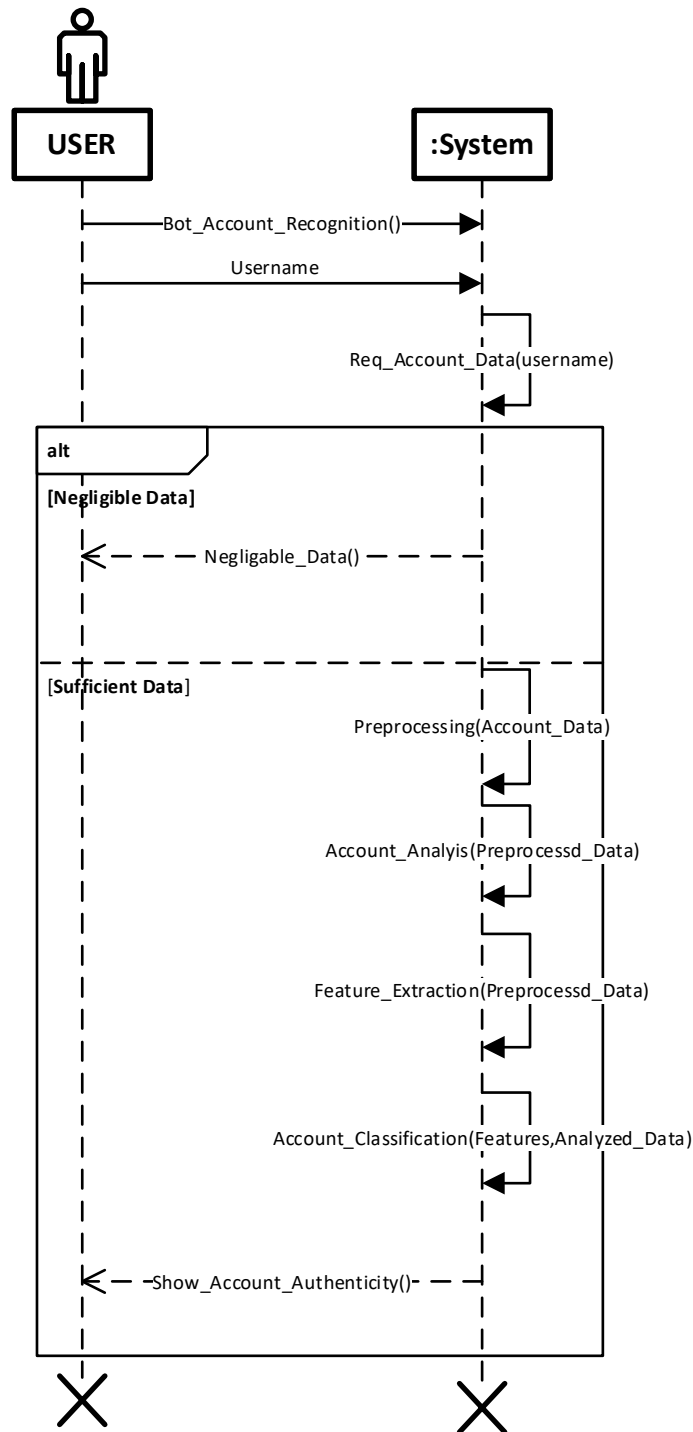 USER
:System
Bot_Account_Recognition()
Username
Req_Account_Data(username)
alt
[Negligible Data]
Negligable_Data()
[Sufficient Data]
Preprocessing(Account_Data)
Account_Analyis(Preprocessd_Data)
Feature_Extraction(Preprocessd_Data)
Account_Classification(Features,Analyzed_Data)
Show_Account_Authenticity()